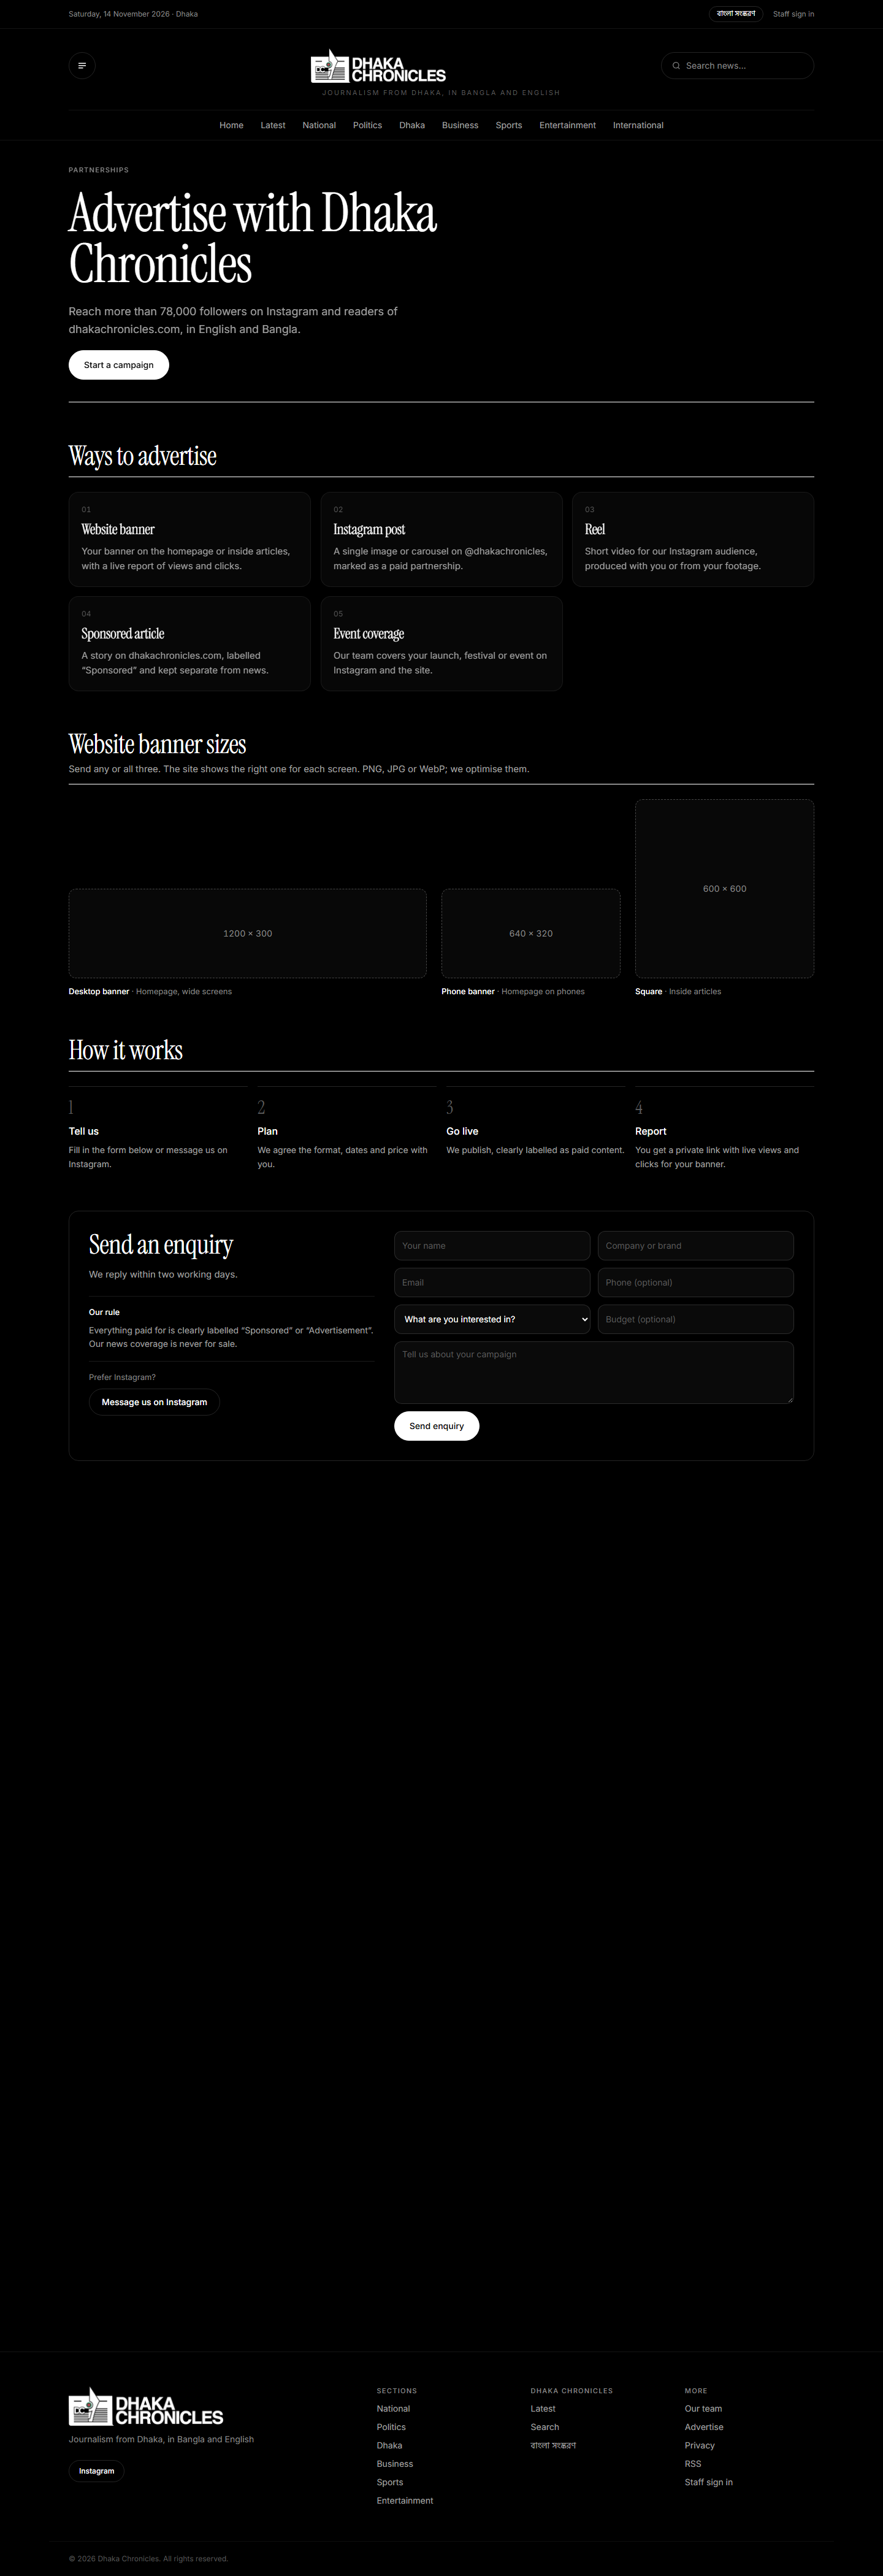 Saturday, 14 November 2026 · Dhaka
বাংলা সংস্করণ
Staff sign in
DHAKA
CHRONICLES
JOURNALISM FROM DHAKA, IN BANGLA AND ENGLISH
Search news...
Home Latest National Politics Dhaka Business Sports Entertainment International
PARTNERSHIPS
Advertise with Dhaka
Chronicles
Reach more than 78,000 followers on Instagram and readers of
dhakachronicles.com, in English and Bangla.
Start a campaign
Ways to advertise
01
Website banner
Your banner on the homepage or inside articles,
with a live report of views and clicks.
02
Instagram post
A single image or carousel on @dhakachronicles,
marked as a paid partnership.
03
Reel
Short video for our Instagram audience,
produced with you or from your footage.
04
Sponsored article
A story on dhakachronicles.com, labelled
“Sponsored” and kept separate from news.
05
Event coverage
Our team covers your launch, festival or event on
Instagram and the site.
Website banner sizes
Send any or all three. The site shows the right one for each screen. PNG, JPG or WebP; we optimise them.
1200 × 300
Desktop banner · Homepage, wide screens
640 × 320
Phone banner · Homepage on phones
600 × 600
Square · Inside articles
How it works
1
Tell us
Fill in the form below or message us on
Instagram.
2
Plan
We agree the format, dates and price with
you.
3
Go live
We publish, clearly labelled as paid content.
4
Report
You get a private link with live views and
clicks for your banner.
Send an enquiry
We reply within two working days.
Our rule
Everything paid for is clearly labelled “Sponsored” or “Advertisement”.
Our news coverage is never for sale.
Prefer Instagram?
Message us on Instagram
Your name
Company or brand
Email
Phone (optional)
What are you interested in?
Budget (optional)
Tell us about your campaign
Send enquiry
DHAKA
CHRONICLES
Journalism from Dhaka, in Bangla and English
Instagram
SECTIONS
National
Politics
Dhaka
Business
Sports
Entertainment
DHAKA CHRONICLES
Latest
Search
বাংলা সংস্করণ
MORE
Our team
Advertise
Privacy
RSS
Staff sign in
© 2026 Dhaka Chronicles. All rights reserved.